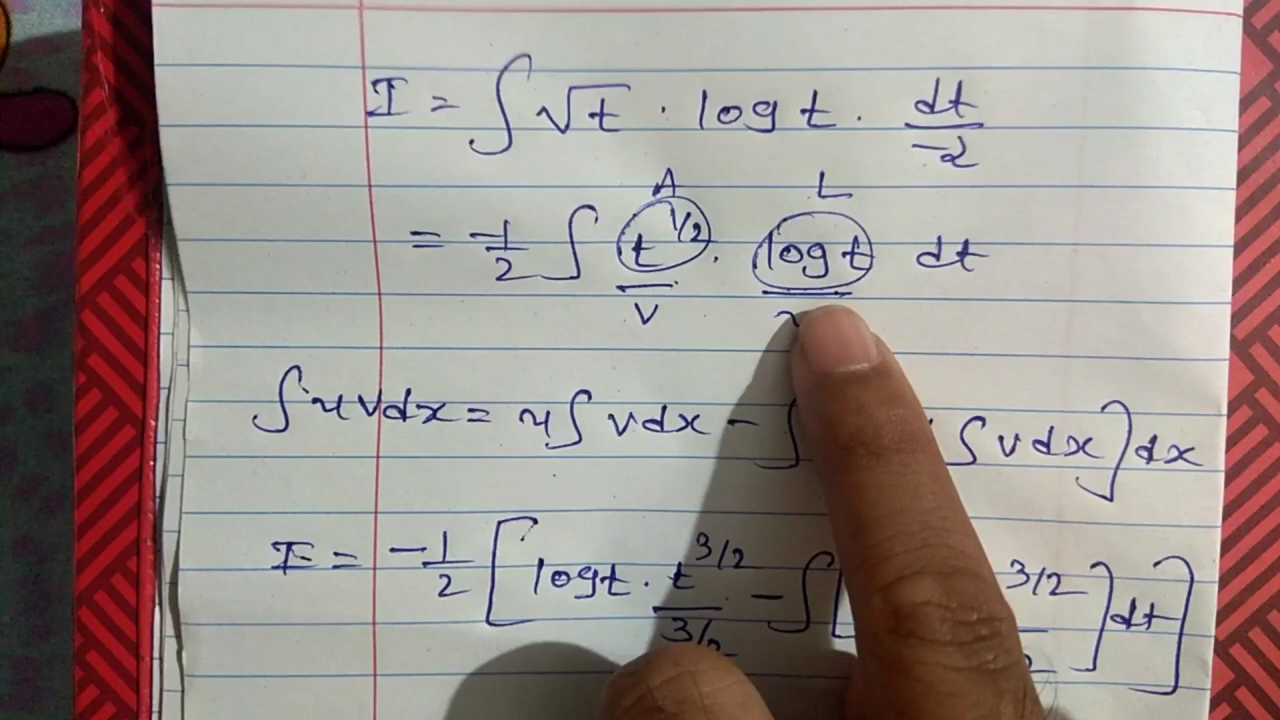 I = ∫ √t · log t · dt/-2
A L
= -1/2 ∫ t^1/2 · log t dt
v
∫ u v dx = u ∫ v dx - ∫ ∫ v dx ] dx
I = -1/2 [ log t · t^3/2 / 3/2 - ∫ [ 3/2 ] dt ]